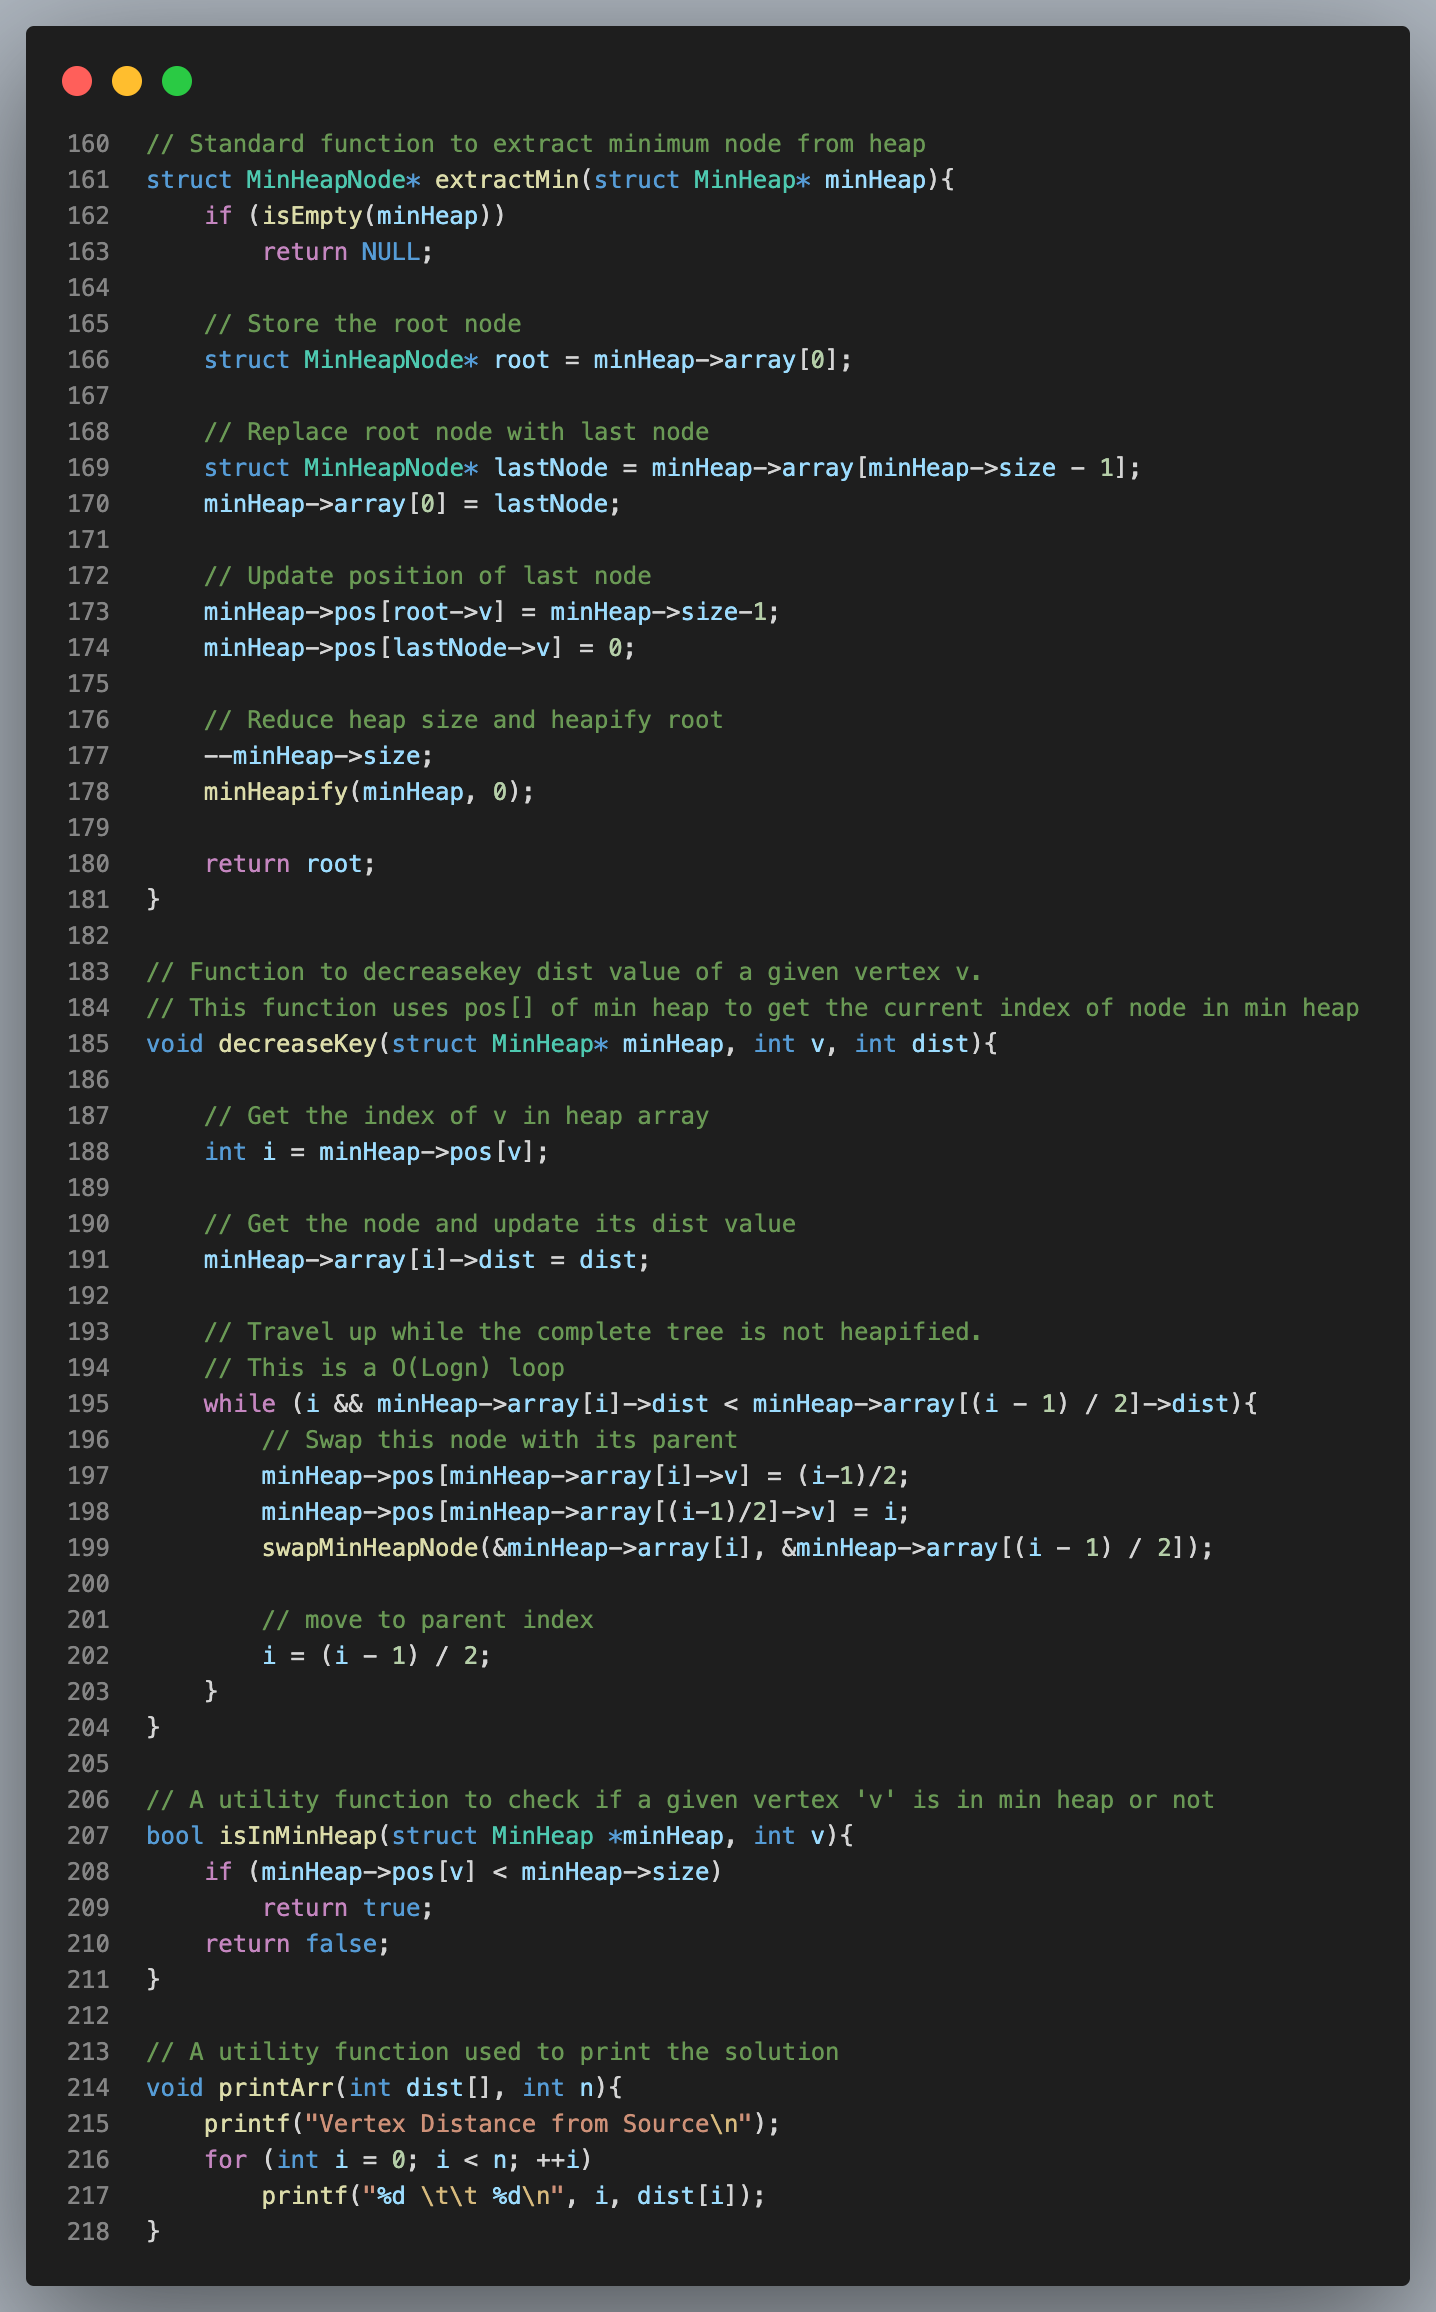 160 // Standard function to extract minimum node from heap
161 struct MinHeapNode* extractMin(struct MinHeap* minHeap){
162     if (isEmpty(minHeap))
163         return NULL;
164
165     // Store the root node
166     struct MinHeapNode* root = minHeap->array[0];
167
168     // Replace root node with last node
169     struct MinHeapNode* lastNode = minHeap->array[minHeap->size - 1];
170     minHeap->array[0] = lastNode;
171
172     // Update position of last node
173     minHeap->pos[root->v] = minHeap->size-1;
174     minHeap->pos[lastNode->v] = 0;
175
176     // Reduce heap size and heapify root
177     --minHeap->size;
178     minHeapify(minHeap, 0);
179
180     return root;
181 }
182
183 // Function to decreasekey dist value of a given vertex v.
184 // This function uses pos[] of min heap to get the current index of node in min heap
185 void decreaseKey(struct MinHeap* minHeap, int v, int dist){
186
187     // Get the index of v in heap array
188     int i = minHeap->pos[v];
189
190     // Get the node and update its dist value
191     minHeap->array[i]->dist = dist;
192
193     // Travel up while the complete tree is not heapified.
194     // This is a O(Logn) loop
195     while (i && minHeap->array[i]->dist < minHeap->array[(i - 1) / 2]->dist){
196         // Swap this node with its parent
197         minHeap->pos[minHeap->array[i]->v] = (i-1)/2;
198         minHeap->pos[minHeap->array[(i-1)/2]->v] = i;
199         swapMinHeapNode(&minHeap->array[i], &minHeap->array[(i - 1) / 2]);
200
201         // move to parent index
202         i = (i - 1) / 2;
203     }
204 }
205
206 // A utility function to check if a given vertex 'v' is in min heap or not
207 bool isInMinHeap(struct MinHeap *minHeap, int v){
208     if (minHeap->pos[v] < minHeap->size)
209         return true;
210     return false;
211 }
212
213 // A utility function used to print the solution
214 void printArr(int dist[], int n){
215     printf("Vertex Distance from Source\n");
216     for (int i = 0; i < n; ++i)
217         printf("%d \t\t %d\n", i, dist[i]);
218 }